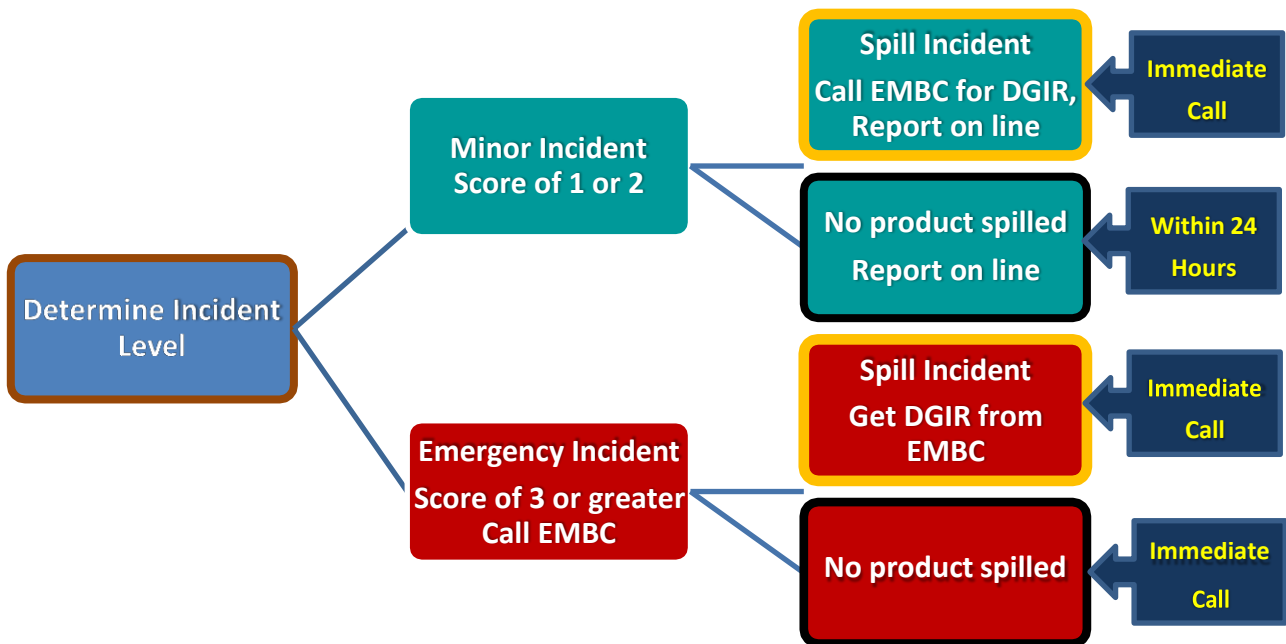 Determine Incident
Level
Minor Incident
Score of 1 or 2
Spill Incident
Call EMBC for DGIR,
Report on line
Immediate
Call
No product spilled
Report on line
Within 24
Hours
Emergency Incident
Score of 3 or greater
Call EMBC
Spill Incident
Get DGIR from
EMBC
Immediate
Call
No product spilled
Immediate
Call